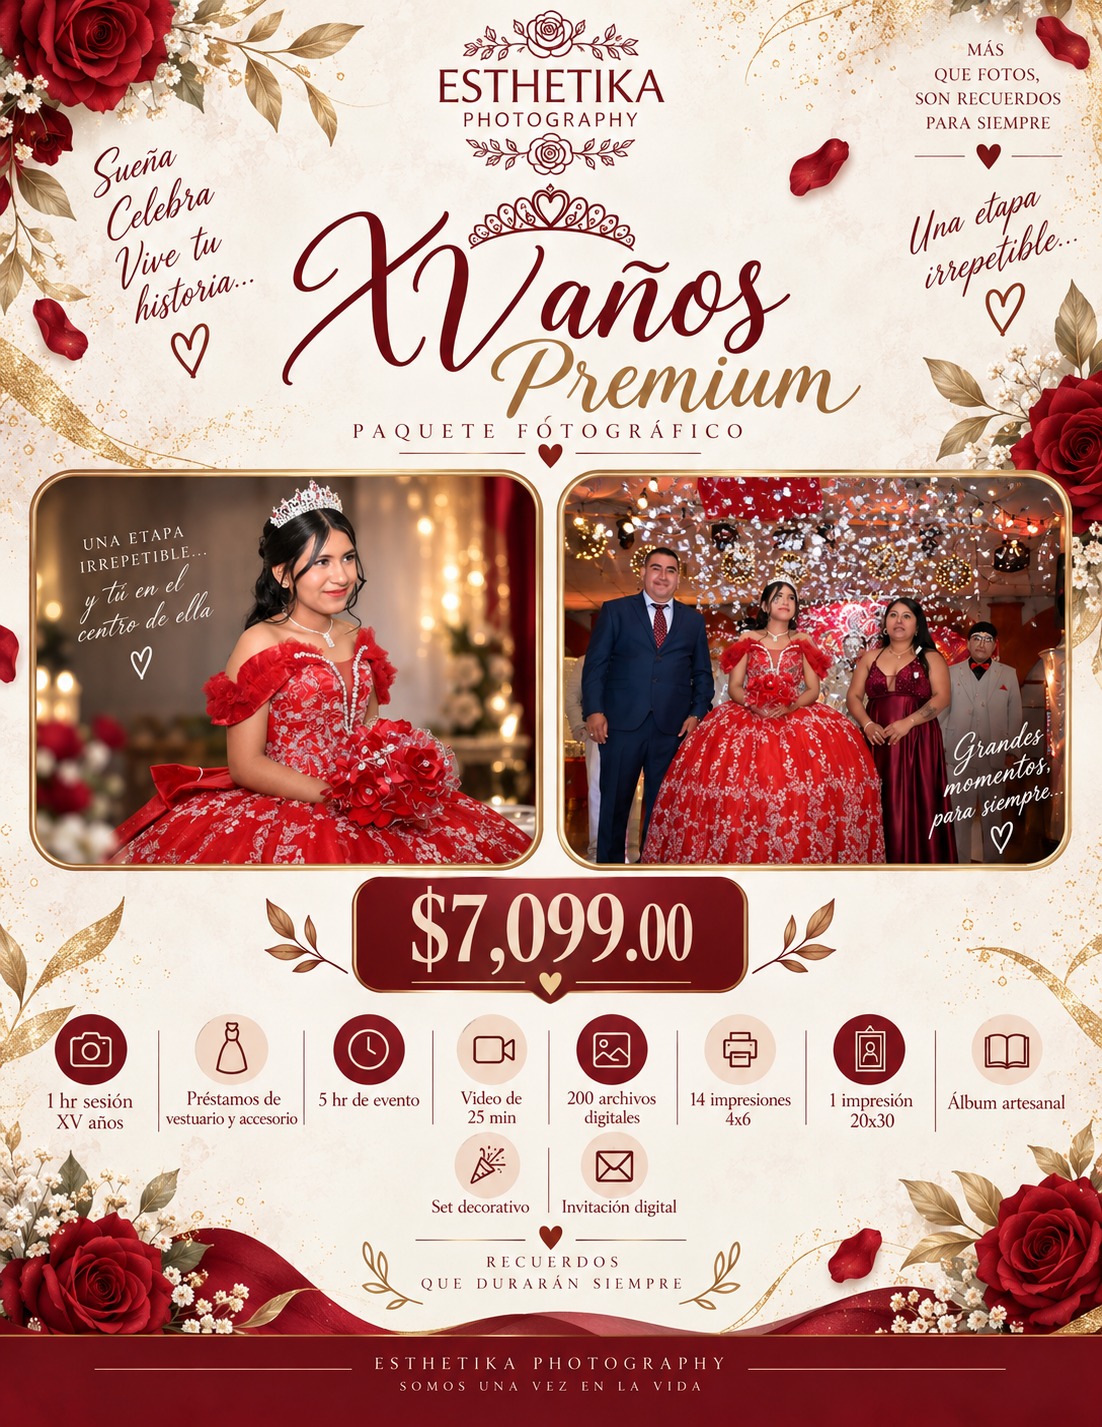 ESTHETIKA
PHOTOGRAPHY
MÁS
QUE FOTOS,
SON RECUERDOS
PARA SIEMPRE
Sueña
Celebra
Vive tu
historia...
Una etapa
irrepetible...
XV años
Premium
PAQUETE FÓTOGRÁFICO
UNA ETAPA
IRREPETIBLE...
y tú en el
centro de ella
Grandes
momentos,
para siempre...
$7,099.00
1 hr sesión
XV años
Préstamos de
vestuario y accesorio
5 hr de evento
Video de
25 min
200 archivos
digitales
14 impresiones
4x6
1 impresión
20x30
Álbum artesanal
Set decorativo
Invitación digital
RECUERDOS
QUE DURARÁN SIEMPRE
ESTHETIKA PHOTOGRAPHY
SOMOS UNA VEZ EN LA VIDA